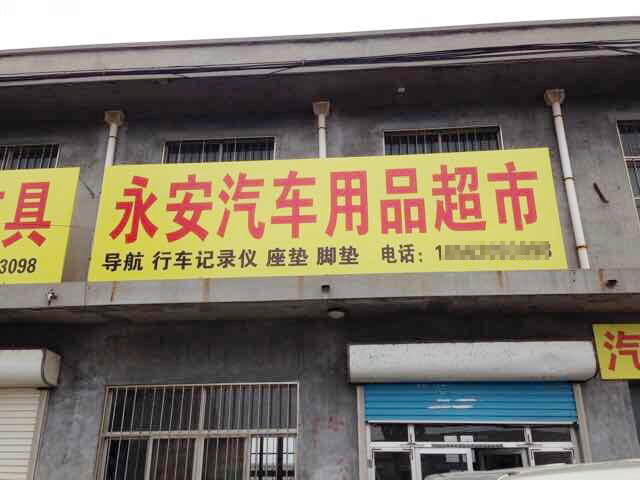 具
3098
永安汽车用品超市
导航 行车记录仪 座垫 脚垫 电话：
汽